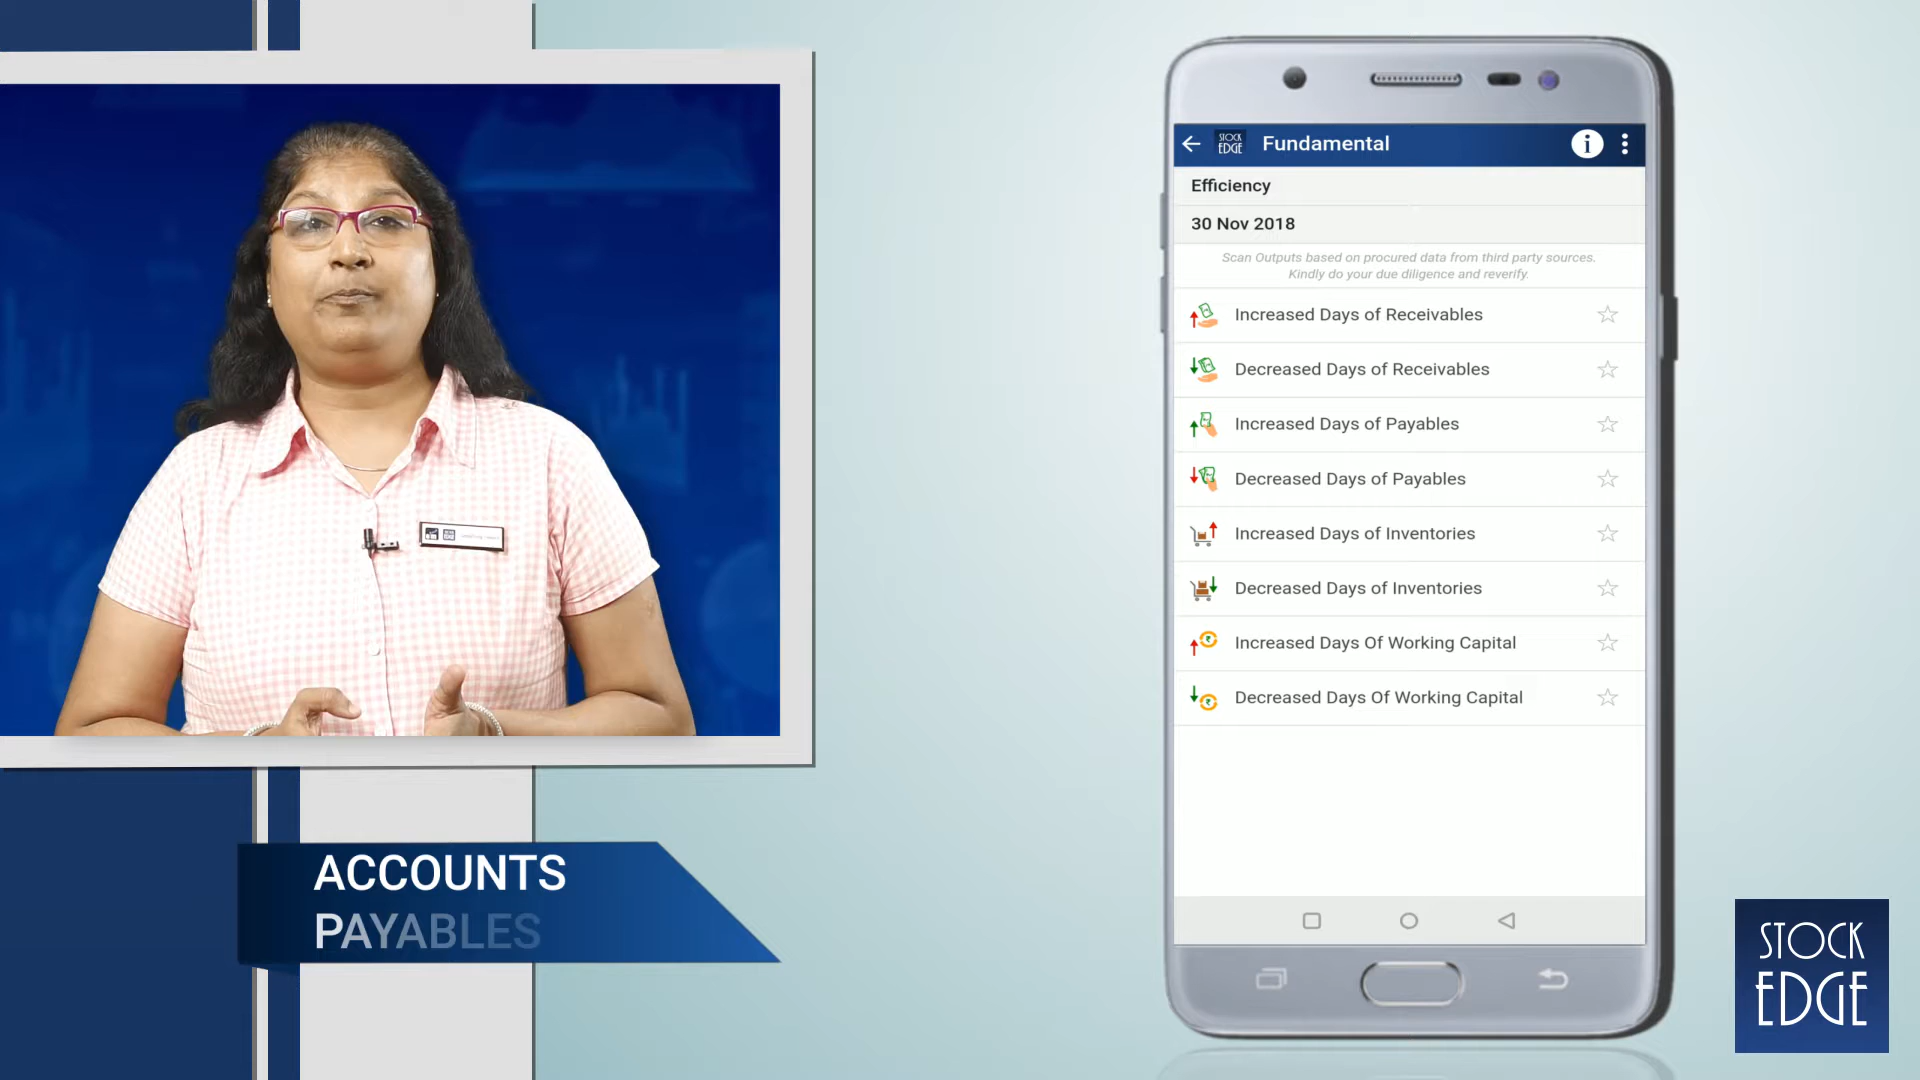 STOCK
EDGE
Fundamental
i
Efficiency
30 Nov 2018
Scan Outputs based on procured data from third party sources.
Kindly do your due diligence and reverify.
Increased Days of Receivables
Decreased Days of Receivables
Increased Days of Payables
Decreased Days of Payables
Increased Days of Inventories
Decreased Days of Inventories
Increased Days Of Working Capital
Decreased Days Of Working Capital
ACCOUNTS
PAYABLES
STOCK
EDGE